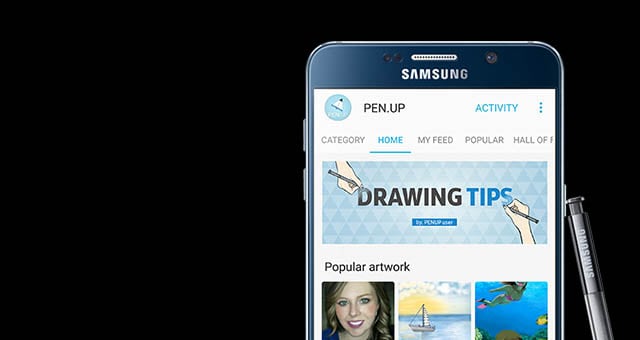 SAMSUNG
PEN.UP
ACTIVITY
CATEGORY HOME MY FEED POPULAR HALL OF F
DRAWING TIPS
by. PENUP user
Popular artwork
SAMSUNG